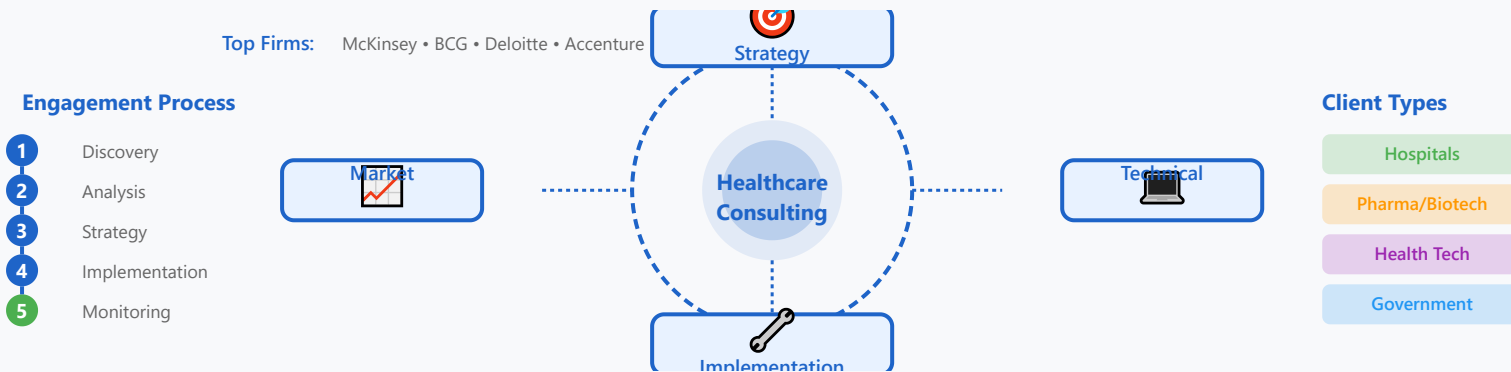 Top Firms: McKinsey • BCG • Deloitte • Accenture
Strategy
Engagement Process
1 Discovery
2 Analysis
3 Strategy
4 Implementation
5 Monitoring
Market
Healthcare
Consulting
Technical
Implementation
Client Types
Hospitals
Pharma/Biotech
Health Tech
Government